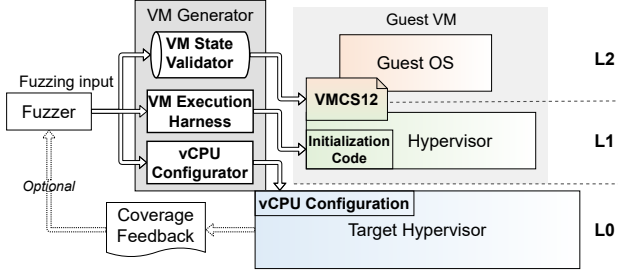 VM Generator
Guest VM
VM State
Validator
Guest OS
L2
Fuzzing input
Fuzzer
VM Execution
Harness
VMCS12
Initialization
Code
Hypervisor
L1
vCPU
Configurator
Optional
Coverage
Feedback
vCPU Configuration
Target Hypervisor
L0